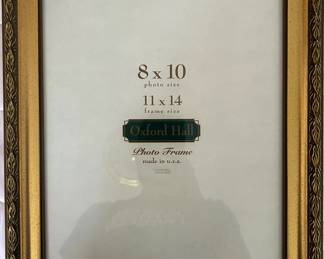 8 x 10
photo size
11 x 14
frame size
Oxford Hall
Photo Frame
made in u.s.a.